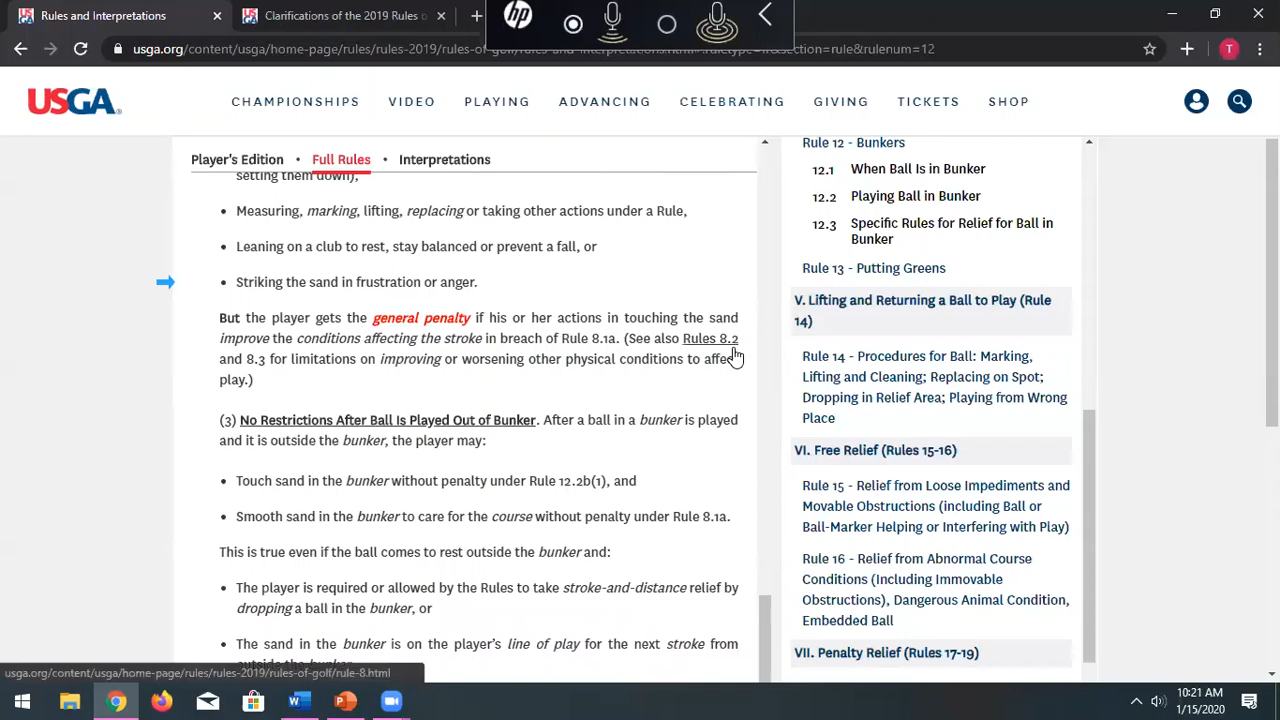 Rules and Interpretations
Clarifications of the 2019 Rules o
hp
usga.org/content/usga/home-page/rules/rules-2019/rules-of-golf/rules-and-interpretations.html#!ruletype=fr&section=rule&rulenum=12
T
USGA.
CHAMPIONSHIPS VIDEO PLAYING ADVANCING CELEBRATING GIVING TICKETS SHOP
Player's Edition • Full Rules • Interpretations
setting them down),
• Measuring, marking, lifting, replacing or taking other actions under a Rule,
• Leaning on a club to rest, stay balanced or prevent a fall, or
• Striking the sand in frustration or anger.
But the player gets the general penalty if his or her actions in touching the sand
improve the conditions affecting the stroke in breach of Rule 8.1a. (See also Rules 8.2
and 8.3 for limitations on improving or worsening other physical conditions to affect
play.)
(3) No Restrictions After Ball Is Played Out of Bunker. After a ball in a bunker is played
and it is outside the bunker, the player may:
• Touch sand in the bunker without penalty under Rule 12.2b(1), and
• Smooth sand in the bunker to care for the course without penalty under Rule 8.1a.
This is true even if the ball comes to rest outside the bunker and:
• The player is required or allowed by the Rules to take stroke-and-distance relief by
dropping a ball in the bunker, or
• The sand in the bunker is on the player's line of play for the next stroke from
outside the bunker.
Rule 12 - Bunkers
12.1 When Ball Is in Bunker
12.2 Playing Ball in Bunker
12.3 Specific Rules for Relief for Ball in
Bunker
Rule 13 - Putting Greens
V. Lifting and Returning a Ball to Play (Rule
14)
Rule 14 - Procedures for Ball: Marking,
Lifting and Cleaning; Replacing on Spot;
Dropping in Relief Area; Playing from Wrong
Place
VI. Free Relief (Rules 15-16)
Rule 15 - Relief from Loose Impediments and
Movable Obstructions (including Ball or
Ball-Marker Helping or Interfering with Play)
Rule 16 - Relief from Abnormal Course
Conditions (Including Immovable
Obstructions), Dangerous Animal Condition,
Embedded Ball
VII. Penalty Relief (Rules 17-19)
usga.org/content/usga/home-page/rules/rules-2019/rules-of-golf/rule-8.html
10:21 AM
1/15/2020